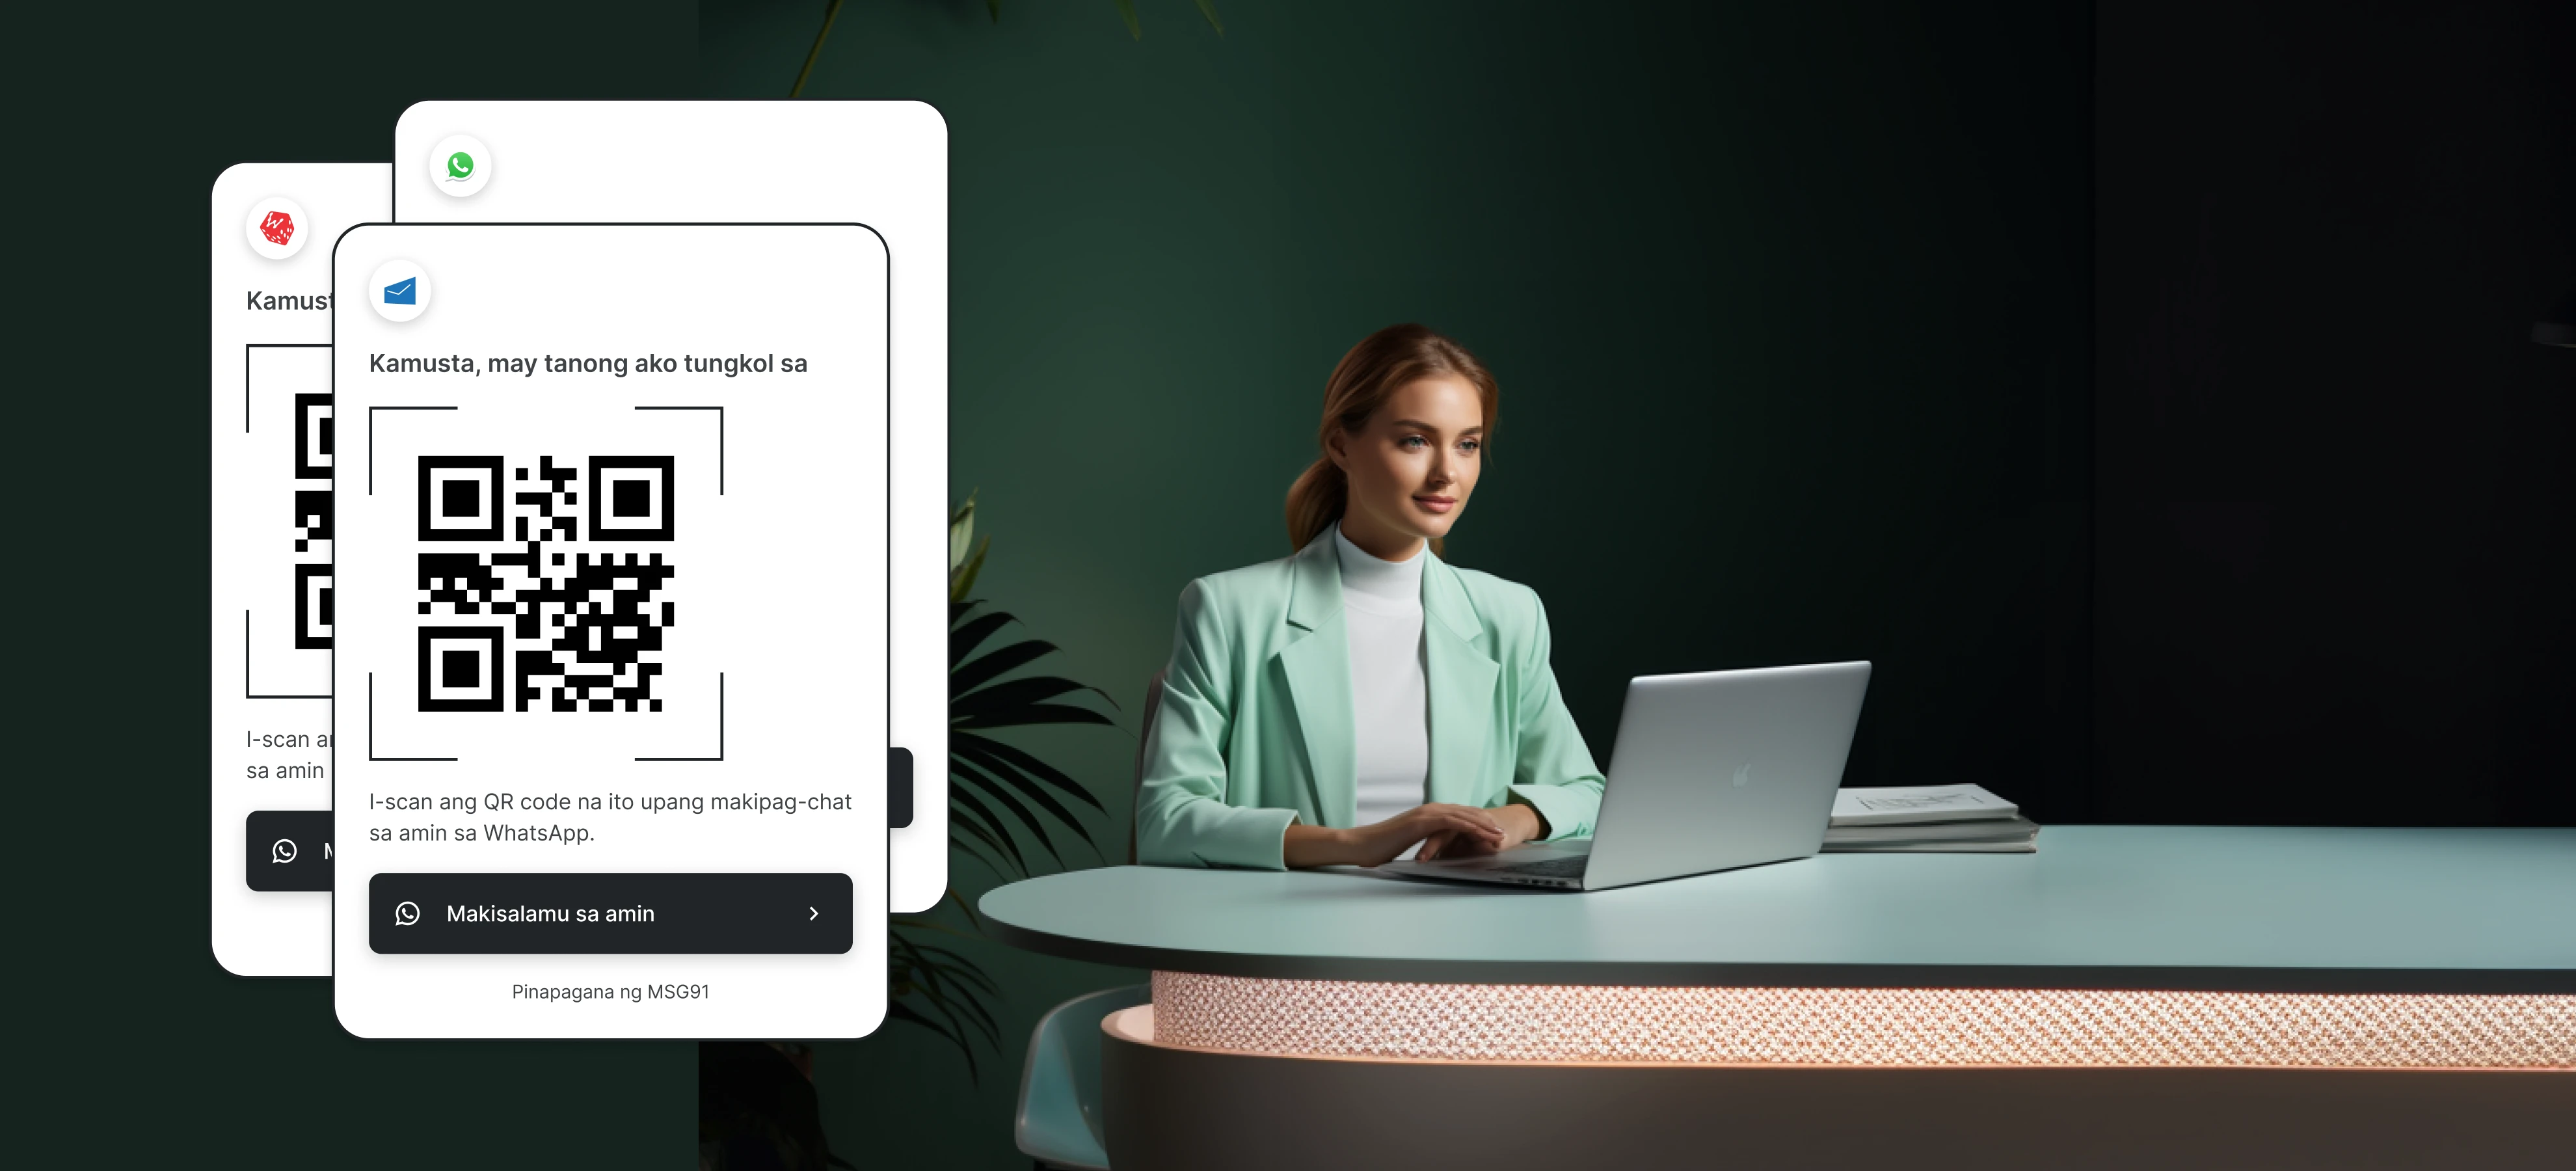 Kamust
I-scan a
sa amin
Kamusta, may tanong ako tungkol sa
I-scan ang QR code na ito upang makipag-chat
sa amin sa WhatsApp.
Makisalamu sa amin
Pinapagana ng MSG91